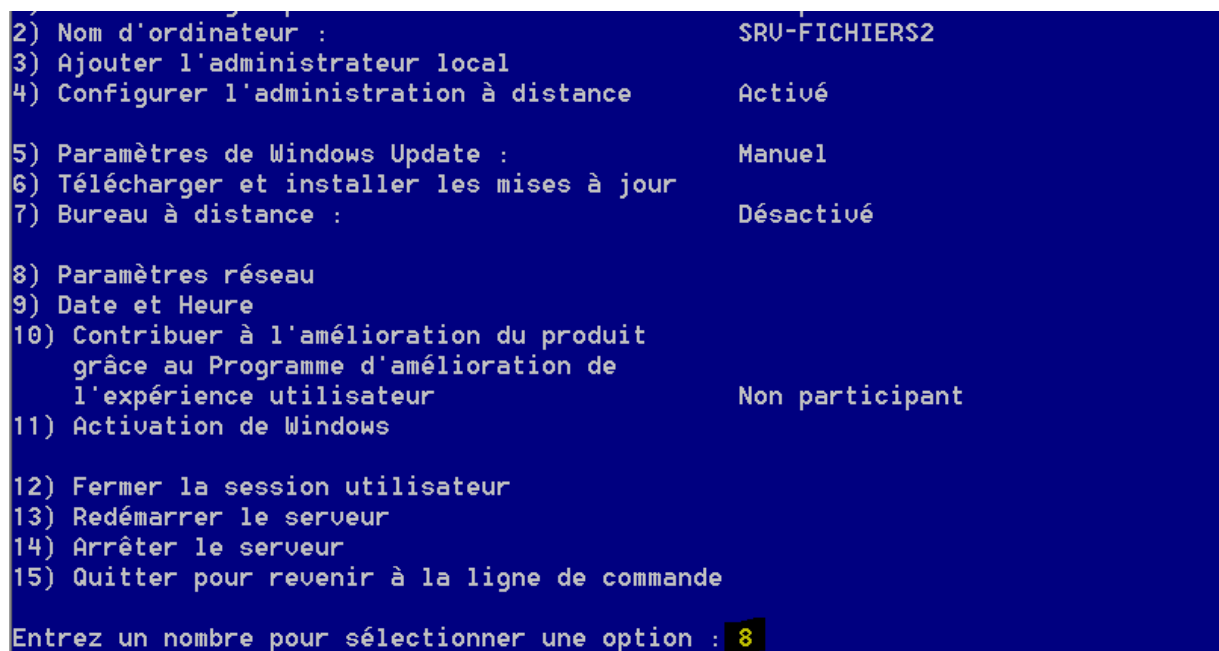 2) Nom d'ordinateur : SRV-FICHIERS2
3) Ajouter l'administrateur local
4) Configurer l'administration à distance Activé
5) Paramètres de Windows Update : Manuel
6) Télécharger et installer les mises à jour
7) Bureau à distance : Désactivé
8) Paramètres réseau
9) Date et Heure
10) Contribuer à l'amélioration du produit
grâce au Programme d'amélioration de
l'expérience utilisateur Non participant
11) Activation de Windows
12) Fermer la session utilisateur
13) Redémarrer le serveur
14) Arrêter le serveur
15) Quitter pour revenir à la ligne de commande
Entrez un nombre pour sélectionner une option : 8